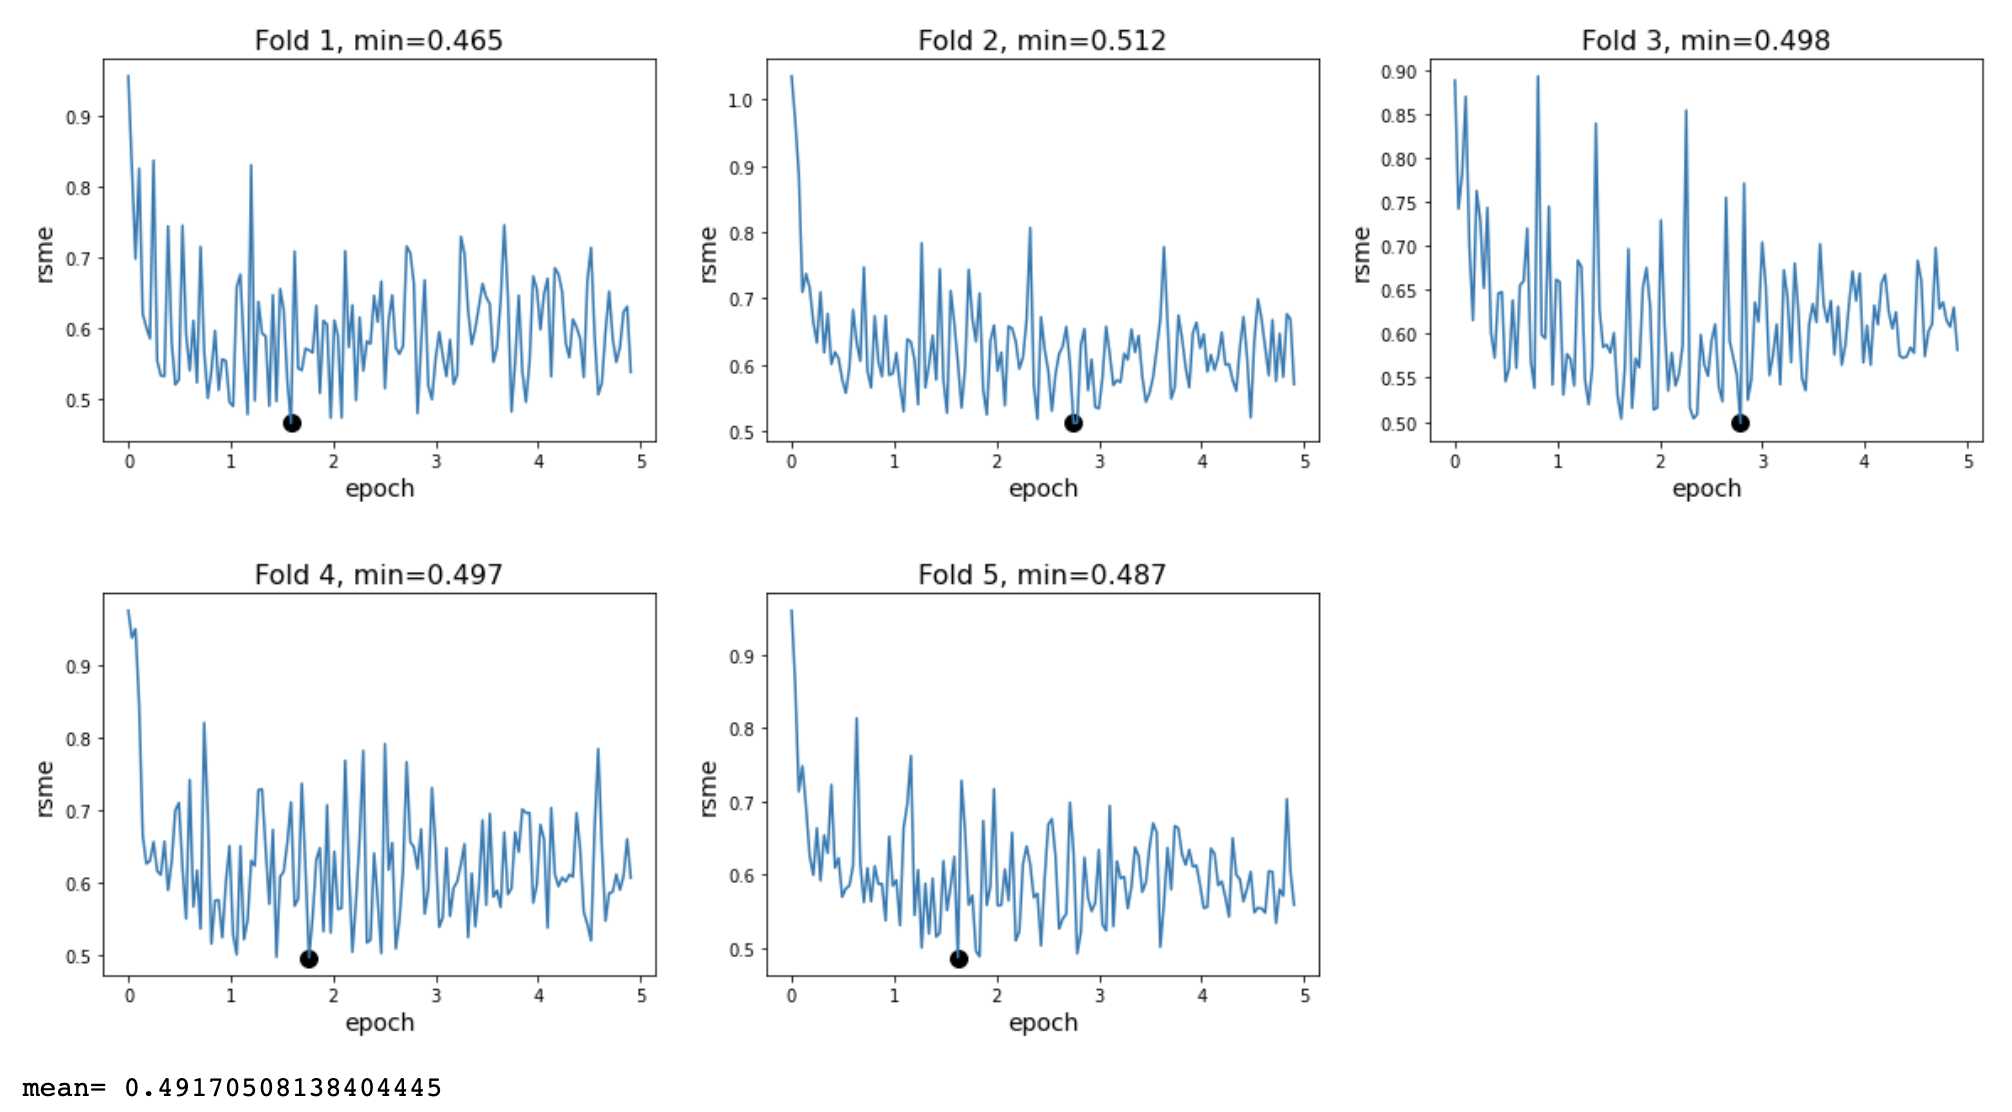 Fold 1, min=0.465
rsme
0.9
0.8
0.7
0.6
0.5
0 1 2 3 4 5
epoch
Fold 2, min=0.512
rsme
1.0
0.9
0.8
0.7
0.6
0.5
0 1 2 3 4 5
epoch
Fold 3, min=0.498
rsme
0.90
0.85
0.80
0.75
0.70
0.65
0.60
0.55
0.50
0 1 2 3 4 5
epoch
Fold 4, min=0.497
rsme
0.9
0.8
0.7
0.6
0.5
0 1 2 3 4 5
epoch
Fold 5, min=0.487
rsme
0.9
0.8
0.7
0.6
0.5
0 1 2 3 4 5
epoch
mean= 0.49170508138404445